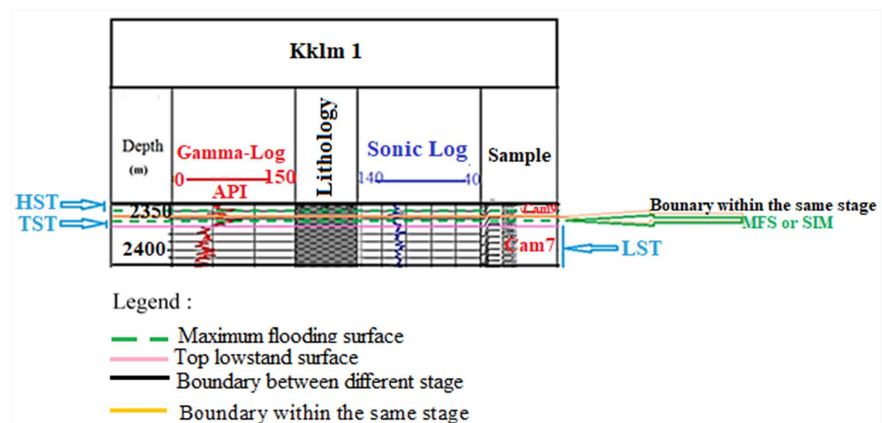 Kklm 1
Depth
(m)
Gamma-Log
0 150
API
Lithology
Sonic Log
140 40
Sample
HST
TST
2350
2400
Cam9
Cam7
Bounary within the same stage
MFS or SIM
LST
Legend :
Maximum flooding surface
Top lowstand surface
Boundary between different stage
Boundary within the same stage